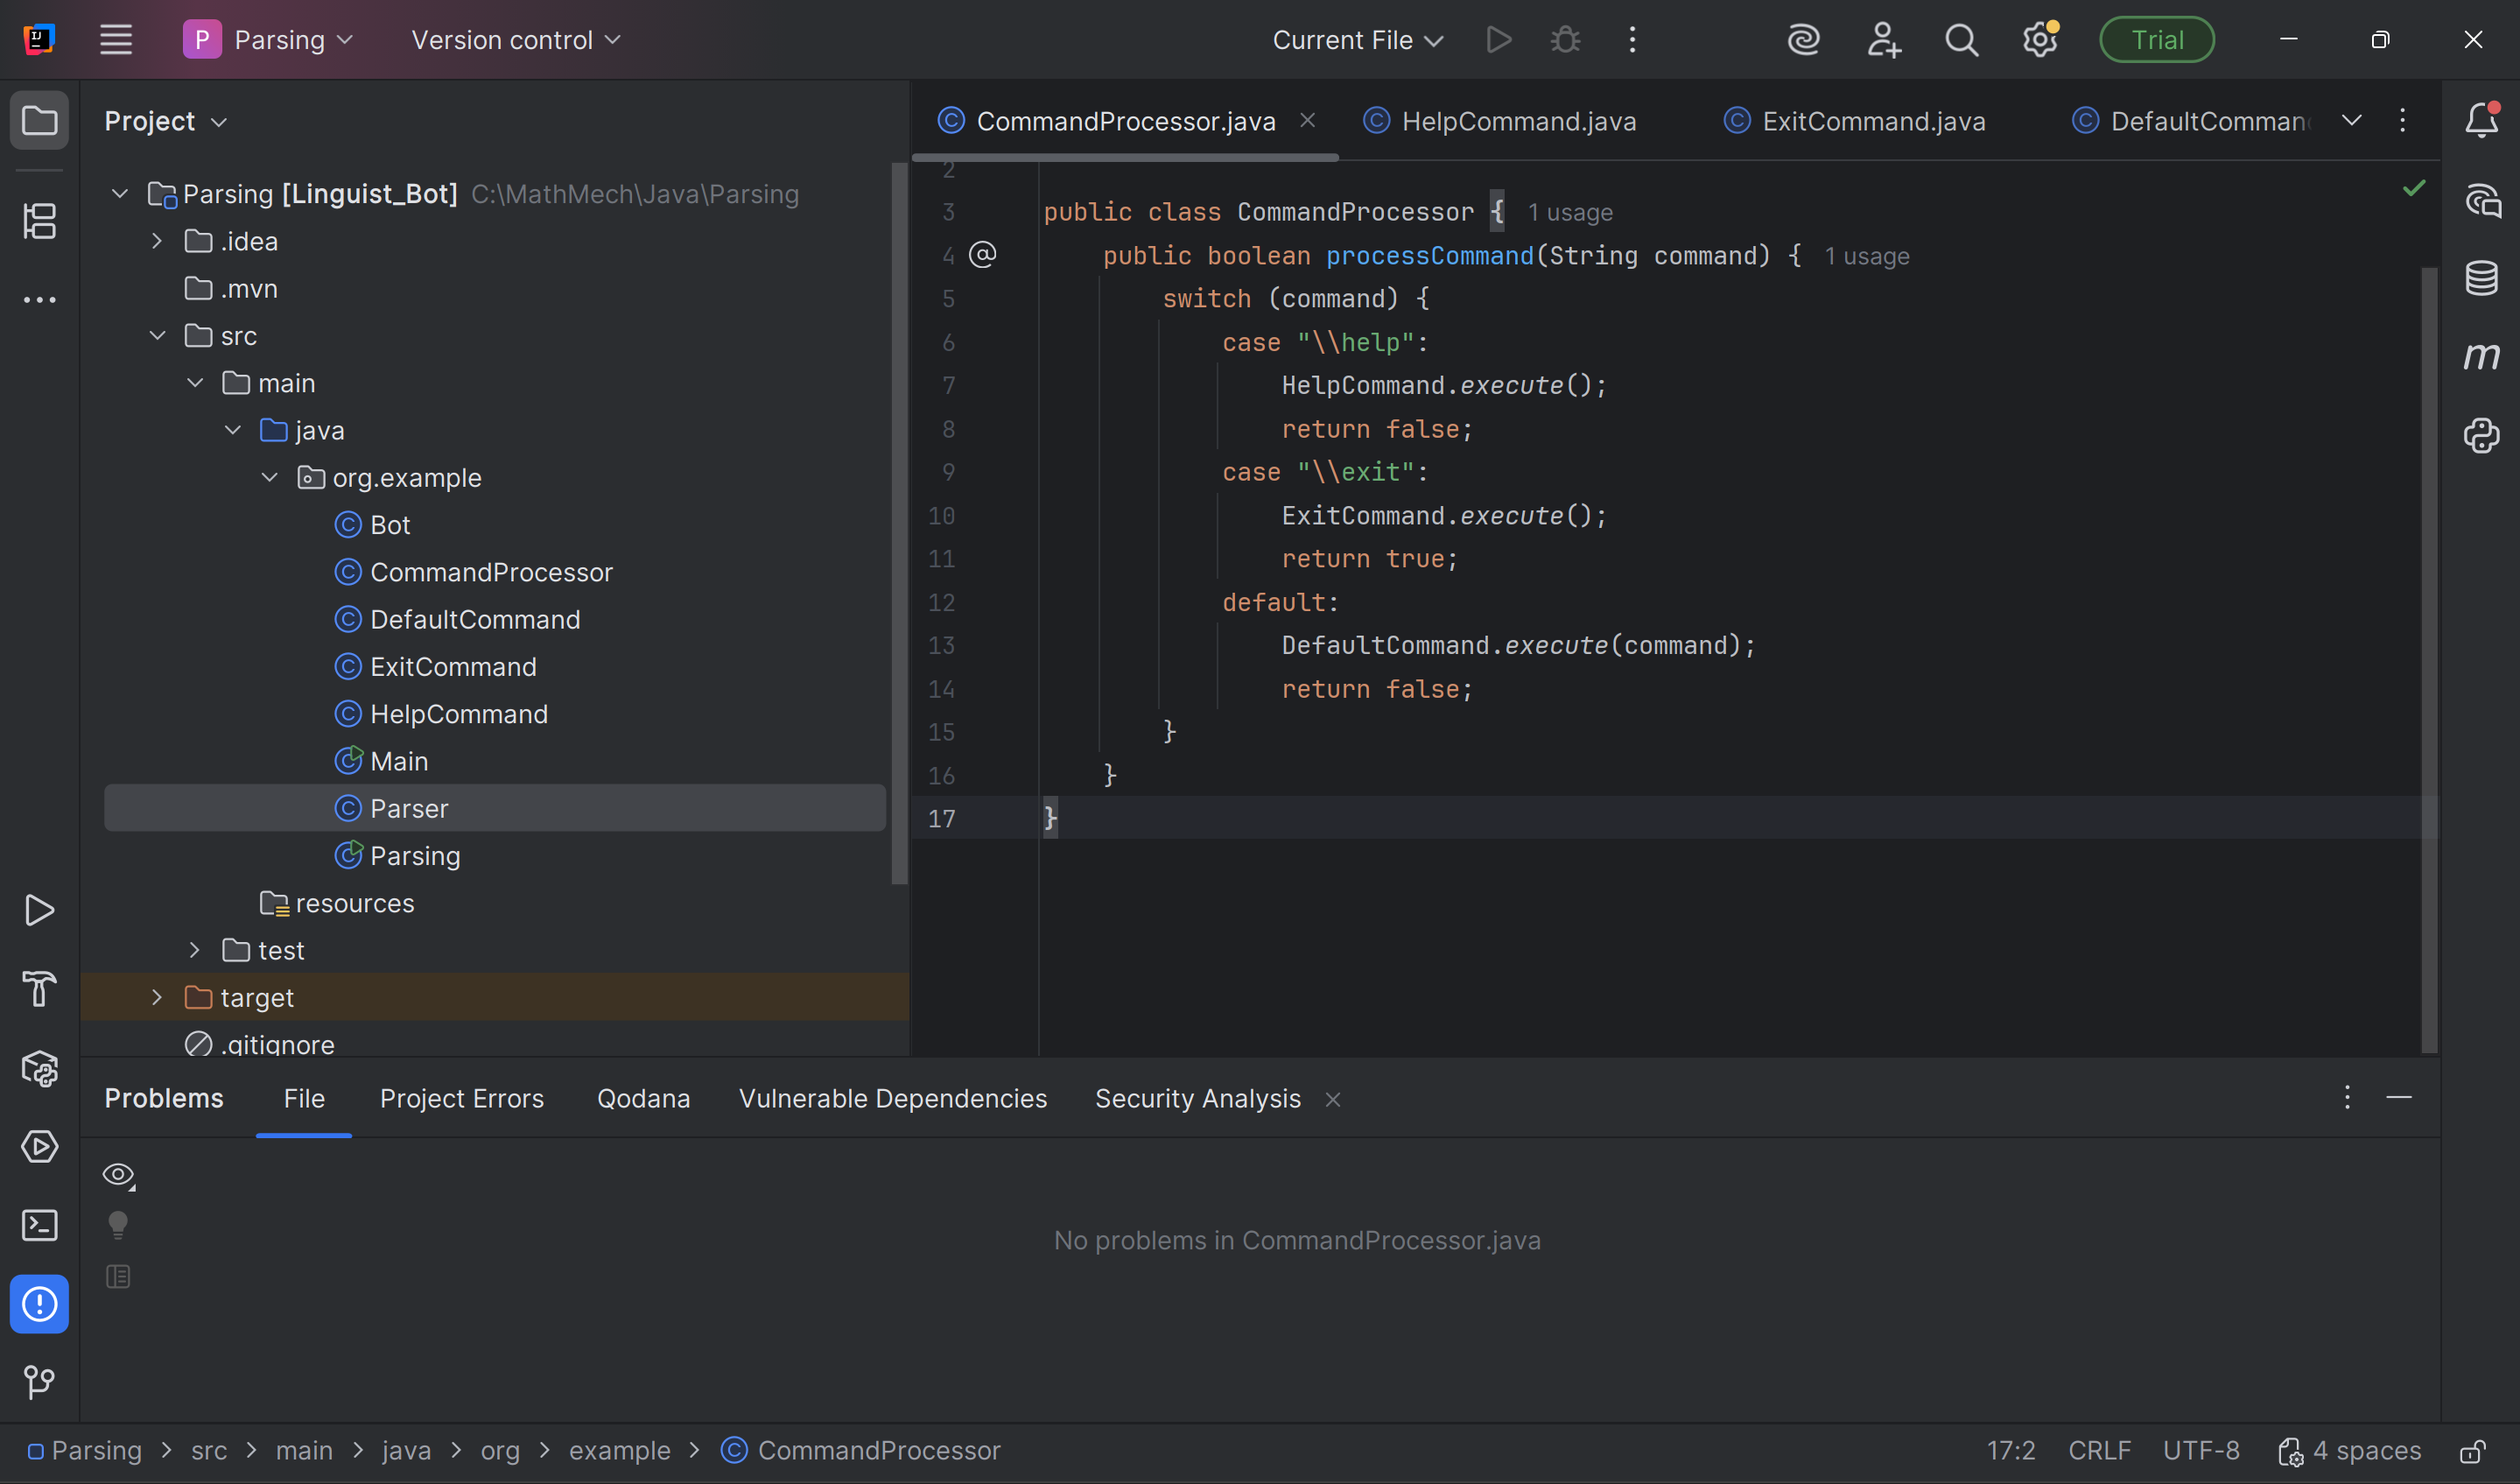 P Parsing Version control Current File Trial
Project
Parsing [Linguist_Bot] C:\MathMech\Java\Parsing
.idea
.mvn
src
main
java
org.example
Bot
CommandProcessor
DefaultCommand
ExitCommand
HelpCommand
Main
Parser
Parsing
resources
test
target
.gitignore
CommandProcessor.java HelpCommand.java ExitCommand.java DefaultComman
2
3 public class CommandProcessor { 1 usage
4 public boolean processCommand(String command) { 1 usage
5 switch (command) {
6 case "\\help":
7 HelpCommand.execute();
8 return false;
9 case "\\exit":
10 ExitCommand.execute();
11 return true;
12 default:
13 DefaultCommand.execute(command);
14 return false;
15 }
16 }
17 }
Problems File Project Errors Qodana Vulnerable Dependencies Security Analysis
No problems in CommandProcessor.java
Parsing > src > main > java > org > example > CommandProcessor 17:2 CRLF UTF-8 4 spaces